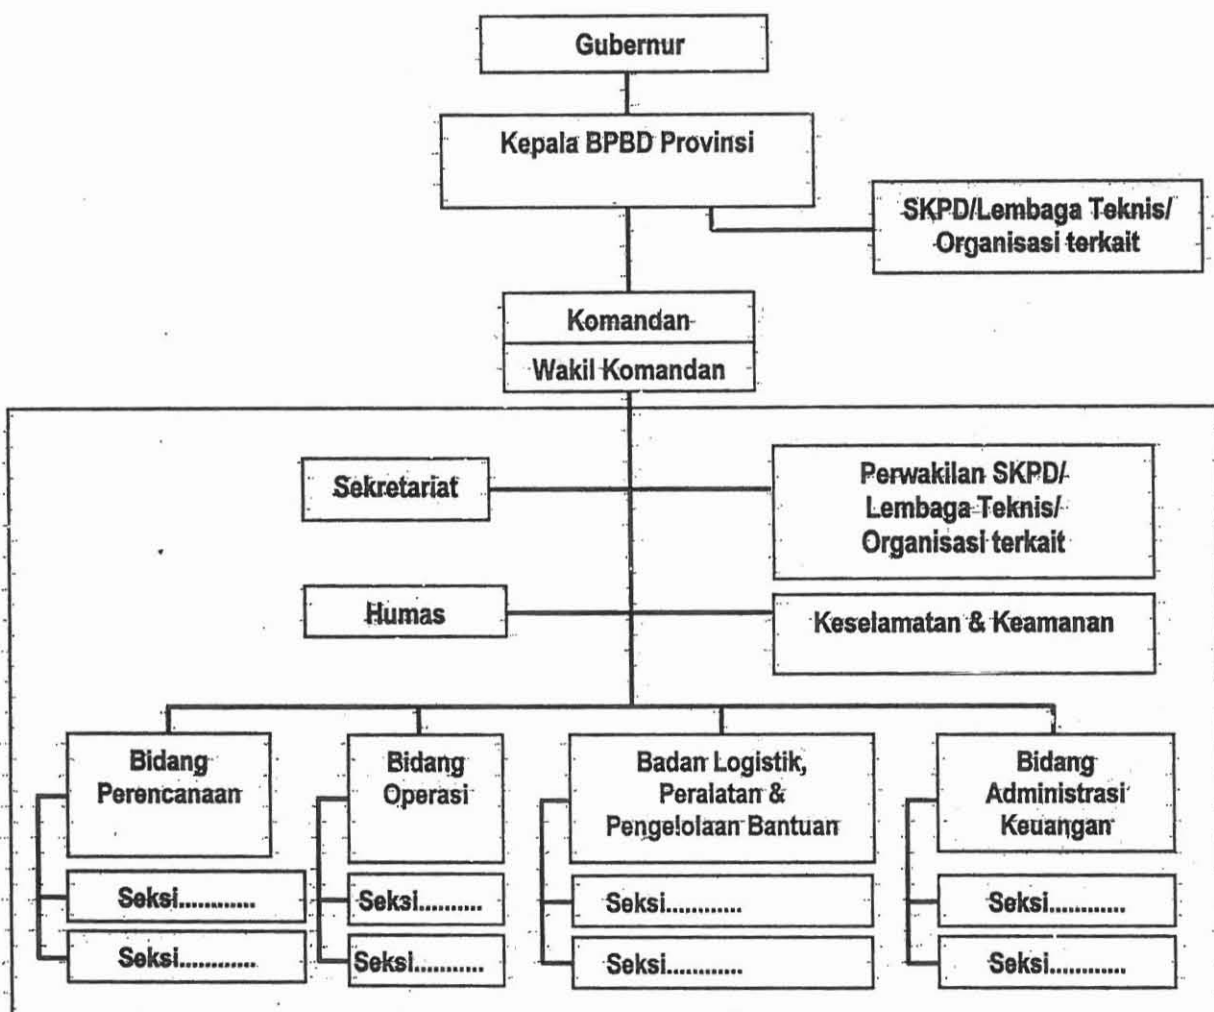 Gubernur
Kepala BPBD Provinsi
SKPD/Lembaga Teknis/
Organisasi terkait
Komandan
Wakil Komandan
Sekretariat
Perwakilan SKPD/
Lembaga Teknis/
Organisasi terkait
Humas
Keselamatan & Keamanan
Bidang
Perencanaan
Bidang
Operasi
Badan Logistik,
Peralatan &
Pengelolaan Bantuan
Bidang
Administrasi
Keuangan
Seksi............
Seksi..........
Seksi............
Seksi............
Seksi............
Seksi...........
Seksi............
Seksi............